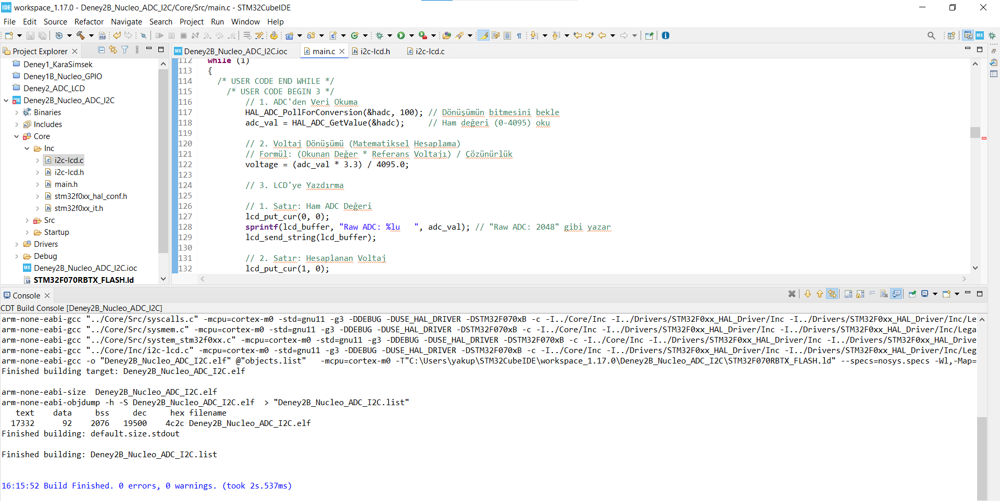 workspace_1.17.0 - Deney2B_Nucleo_ADC_I2C/Core/Src/main.c - STM32CubeIDE
File Edit Source Refactor Navigate Search Project Run Window Help
Project Explorer
Deney1_KaraSimsek
Deney1B_Nucleo_GPIO
Deney2_ADC_LCD
Deney2B_Nucleo_ADC_I2C
Binaries
Includes
Core
Inc
i2c-lcd.c
i2c-lcd.h
main.h
stm32f0xx_hal_conf.h
stm32f0xx_it.h
Src
Startup
Drivers
Debug
Deney2B_Nucleo_ADC_I2C.ioc
STM32F070RBTX_FLASH.ld
Deney2B_Nucleo_ADC_I2C.ioc main.c i2c-lcd.h i2c-lcd.c
112 while (1)
113 {
114 /* USER CODE END WHILE */
115 /* USER CODE BEGIN 3 */
116 // 1. ADC'den Veri Okuma
117 HAL_ADC_PollForConversion(&hadc, 100); // Dönüşümün bitmesini bekle
118 adc_val = HAL_ADC_GetValue(&hadc); // Ham değeri (0-4095) oku
119
120 // 2. Voltaj Dönüşümü (Matematiksel Hesaplama)
121 // Formül: (Okunan Değer * Referans Voltajı) / Çözünürlük
122 voltage = (adc_val * 3.3) / 4095.0;
123
124 // 3. LCD'ye Yazdırma
125
126 // 1. Satır: Ham ADC Değeri
127 lcd_put_cur(0, 0);
128 sprintf(lcd_buffer, "Raw ADC: %lu   ", adc_val); // "Raw ADC: 2048" gibi yazar
129 lcd_send_string(lcd_buffer);
130
131 // 2. Satır: Hesaplanan Voltaj
132 lcd_put_cur(1, 0);
Console
CDT Build Console [Deney2B_Nucleo_ADC_I2C]
arm-none-eabi-gcc "../Core/Src/syscalls.c" -mcpu=cortex-m0 -std=gnu11 -g3 -DDEBUG -DUSE_HAL_DRIVER -DSTM32F070xB -c -I../Core/Inc -I../Drivers/STM32F0xx_HAL_Driver/Inc -I../Drivers/STM32F0xx_HAL_Driver/Inc/Le
arm-none-eabi-gcc "../Core/Src/sysmem.c" -mcpu=cortex-m0 -std=gnu11 -g3 -DDEBUG -DUSE_HAL_DRIVER -DSTM32F070xB -c -I../Core/Inc -I../Drivers/STM32F0xx_HAL_Driver/Inc -I../Drivers/STM32F0xx_HAL_Driver/Inc/Lega
arm-none-eabi-gcc "../Core/Src/system_stm32f0xx.c" -mcpu=cortex-m0 -std=gnu11 -g3 -DDEBUG -DUSE_HAL_DRIVER -DSTM32F070xB -c -I../Core/Inc -I../Drivers/STM32F0xx_HAL_Driver/Inc -I../Drivers/STM32F0xx_HAL_Drive
arm-none-eabi-gcc "../Core/Inc/i2c-lcd.c" -mcpu=cortex-m0 -std=gnu11 -g3 -DDEBUG -DUSE_HAL_DRIVER -DSTM32F070xB -c -I../Core/Inc -I../Drivers/STM32F0xx_HAL_Driver/Inc -I../Drivers/STM32F0xx_HAL_Driver/Inc/Leg
arm-none-eabi-gcc -o "Deney2B_Nucleo_ADC_I2C.elf" @"objects.list"   -mcpu=cortex-m0 -T"C:\Users\yakup\STM32CubeIDE\workspace_1.17.0\Deney2B_Nucleo_ADC_I2C\STM32F070RBTX_FLASH.ld" --specs=nosys.specs -Wl,-Map=
Finished building target: Deney2B_Nucleo_ADC_I2C.elf
arm-none-eabi-size  Deney2B_Nucleo_ADC_I2C.elf
arm-none-eabi-objdump -h -S Deney2B_Nucleo_ADC_I2C.elf  > "Deney2B_Nucleo_ADC_I2C.list"
text data bss dec hex filename
17332 92 2076 19500 4c2c Deney2B_Nucleo_ADC_I2C.elf
Finished building: default.size.stdout
Finished building: Deney2B_Nucleo_ADC_I2C.list
16:15:52 Build Finished. 0 errors, 0 warnings. (took 2s.537ms)